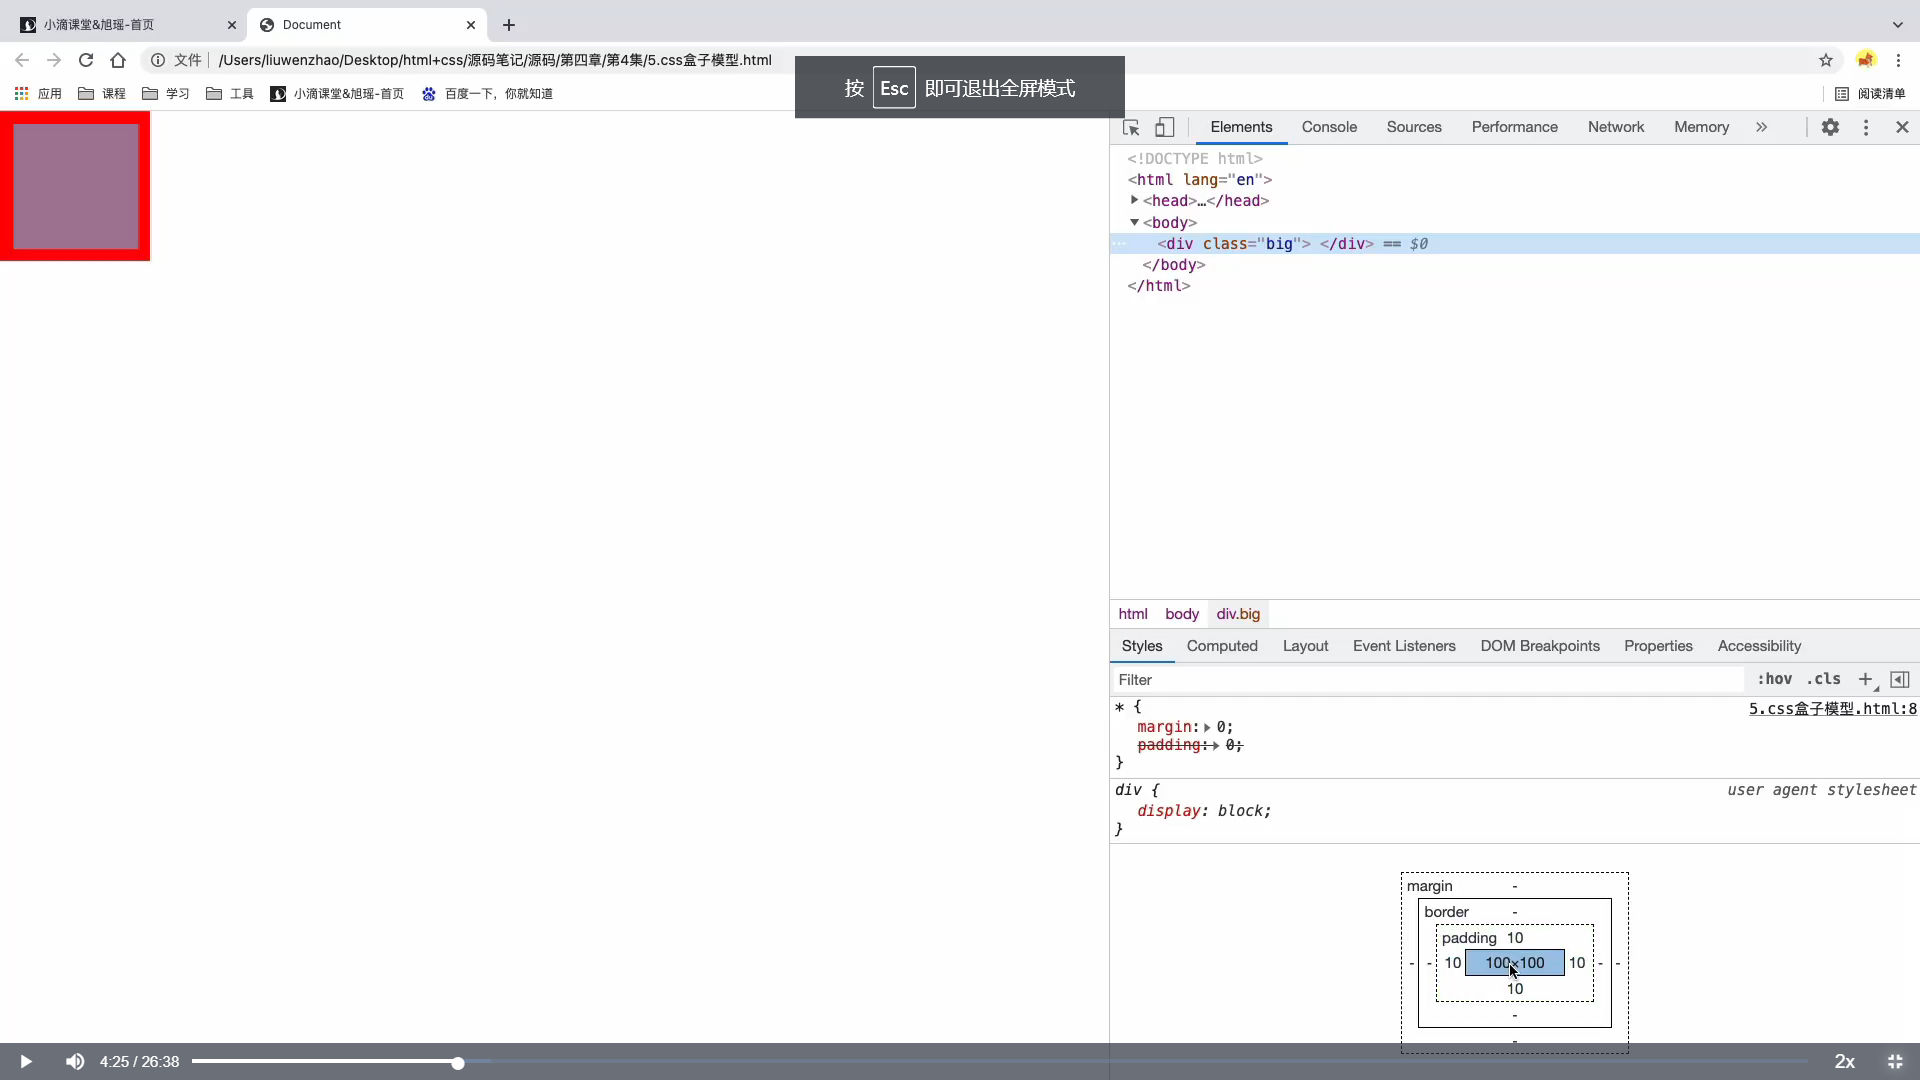 小滴课堂&旭瑶-首页
Document
文件
/Users/liuwenzhao/Desktop/html+css/源码笔记/源码/第四章/第4集/5.css盒子模型.html
应用
课程
学习
工具
小滴课堂&旭瑶-首页
百度一下，你就知道
阅读清单
按 Esc 即可退出全屏模式
Elements Console Sources Performance Network Memory »
<!DOCTYPE html>
<html lang="en">
<head>…</head>
<body>
<div class="big"> </div> == $0
</body>
</html>
html body div.big
Styles Computed Layout Event Listeners DOM Breakpoints Properties Accessibility
Filter
:hov .cls +
* {
5.css盒子模型.html:8
margin: 0;
padding: 0;
}
div {
user agent stylesheet
display: block;
}
margin -
border -
padding 10
- - 10 100×100 10 - -
10
-
-
4:25 / 26:38
2x